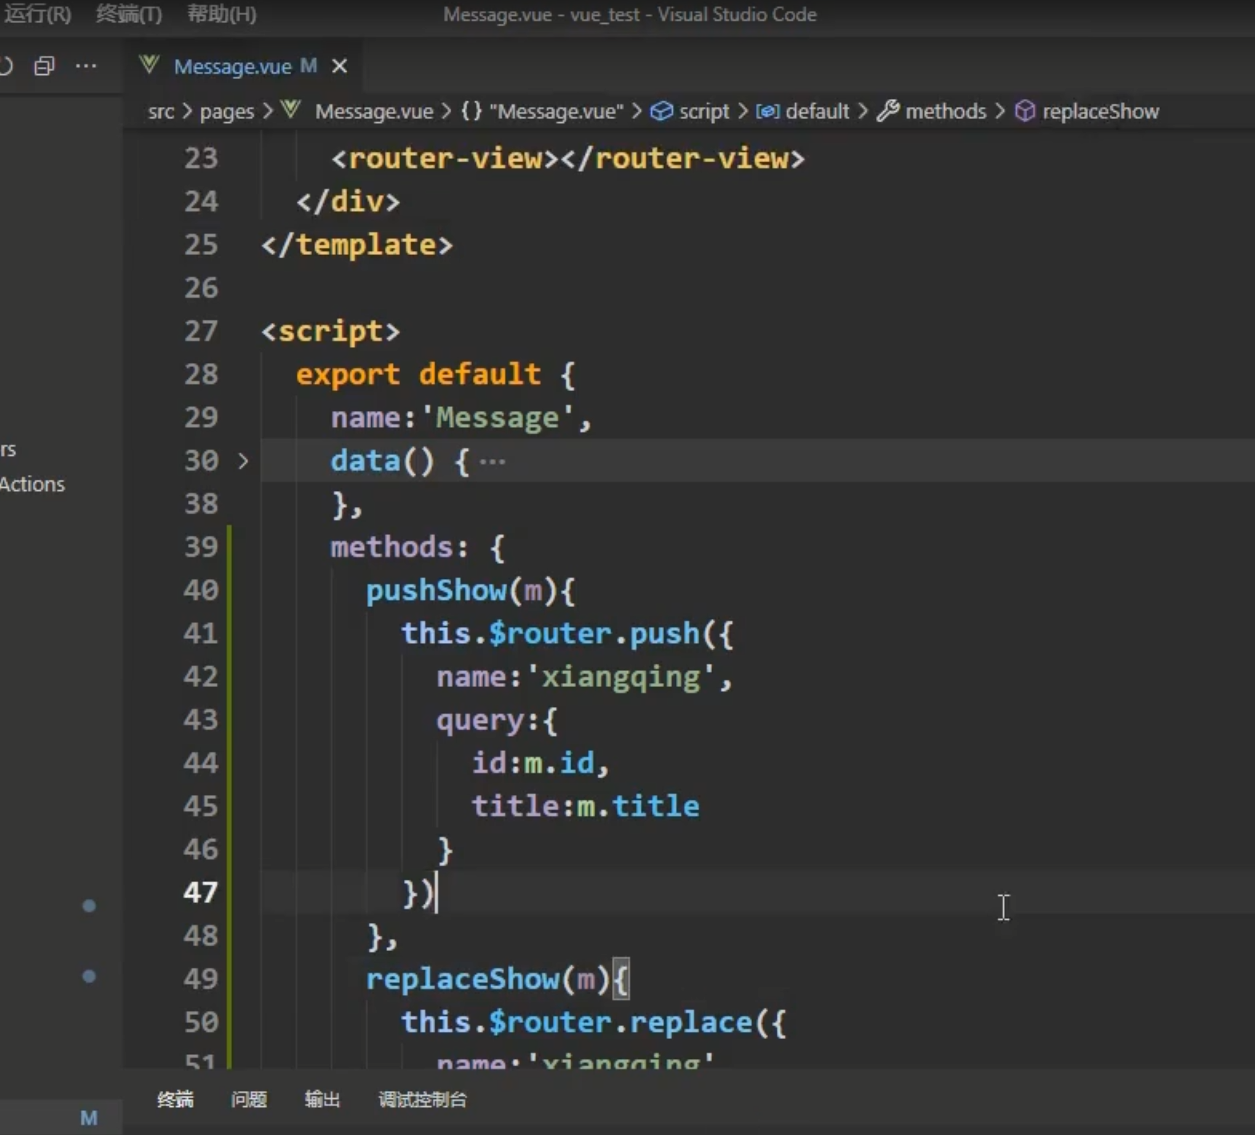 运行(R) 终端(T) 帮助(H) Message.vue - vue_test - Visual Studio Code
Message.vue M
src > pages > Message.vue > {} "Message.vue" > script > default > methods > replaceShow
23 <router-view></router-view>
24 </div>
25 </template>
26
27 <script>
28 export default {
29 name:'Message',
30 data() { ···
rs
Actions
38 },
39 methods: {
40 pushShow(m){
41 this.$router.push({
42 name:'xiangqing',
43 query:{
44 id:m.id,
45 title:m.title
46 }
47 })
48 },
49 replaceShow(m){
50 this.$router.replace({
51 name:'xiangqing'
终端 问题 输出 调试控制台
M